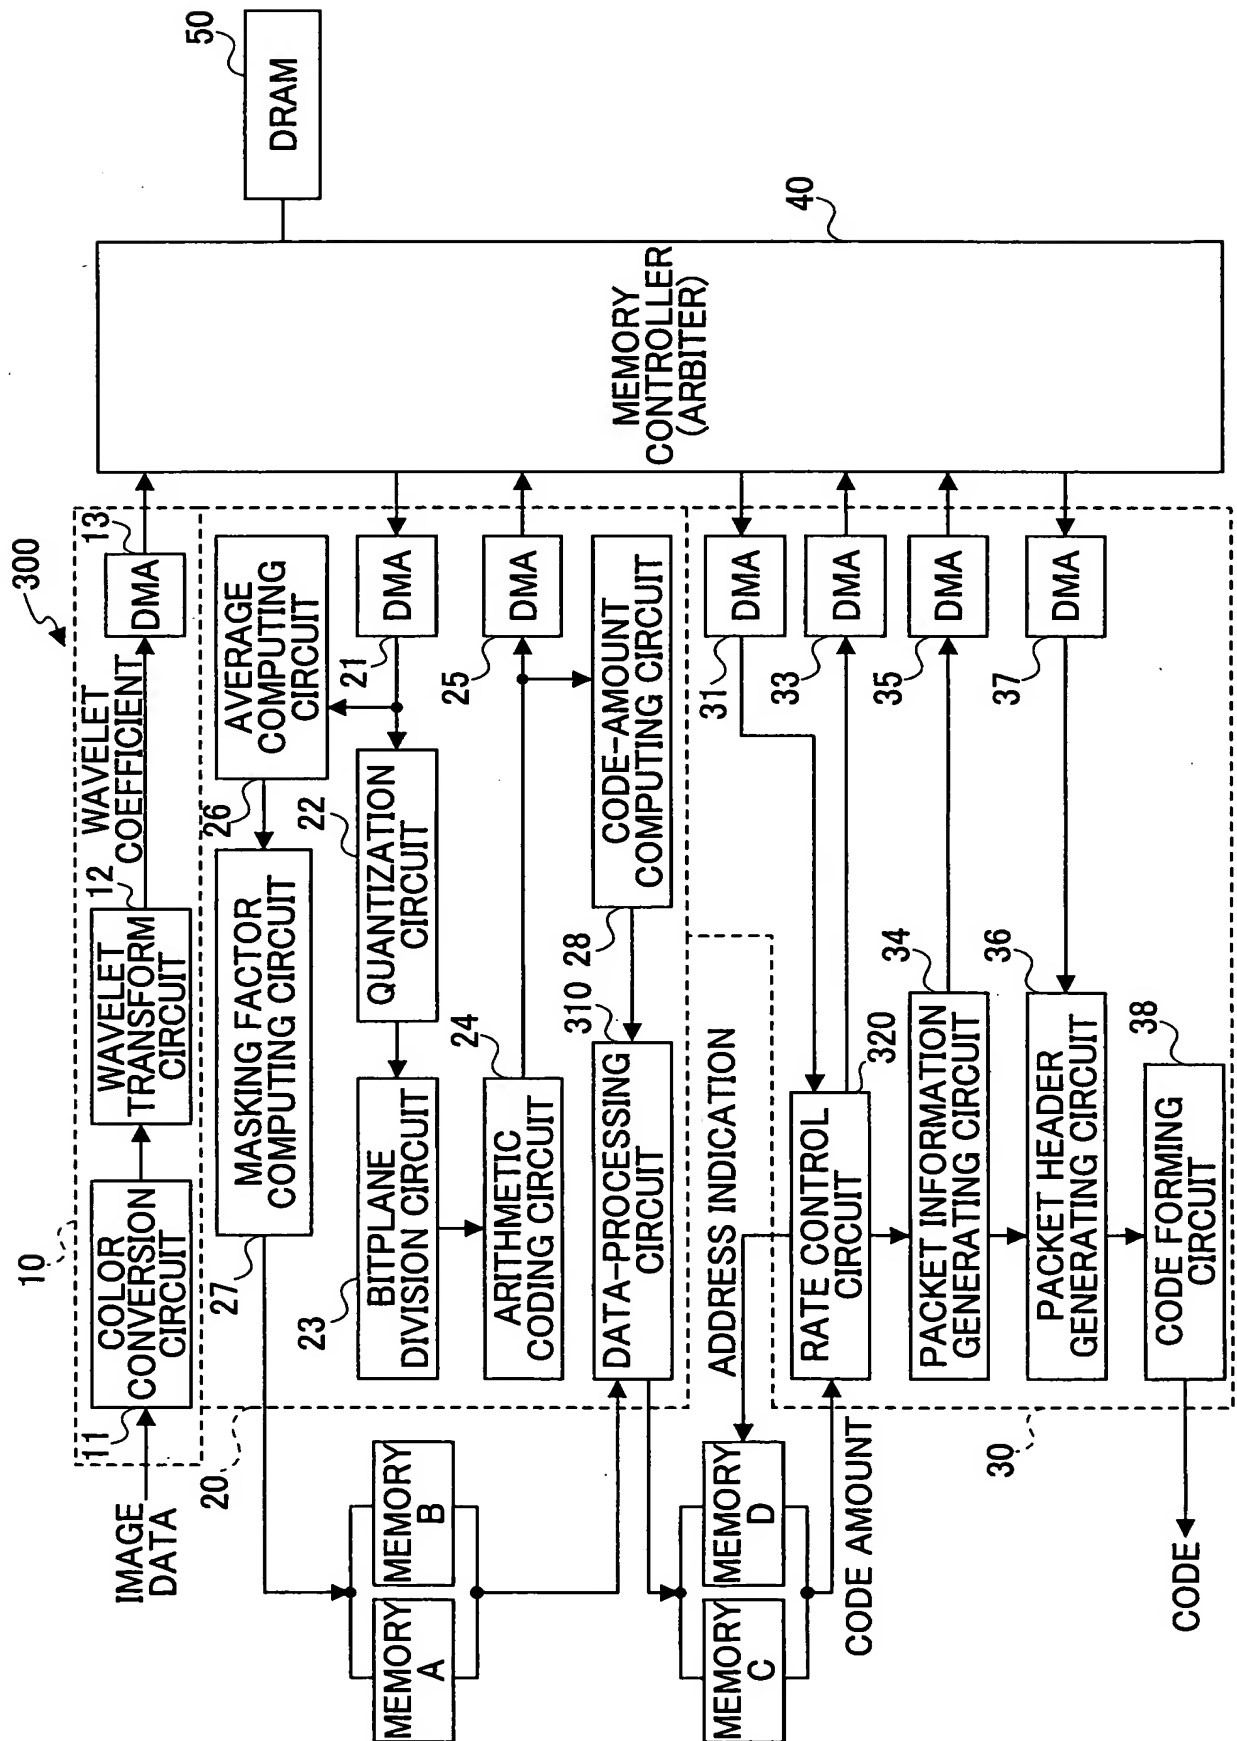 300
10
IMAGE
DATA
11
COLOR
CONVERSION
CIRCUIT
12
WAVELET
TRANSFORM
CIRCUIT
WAVELET
COEFFICIENT
13
DMA
50
DRAM
20
27
MASKING FACTOR
COMPUTING CIRCUIT
26
AVERAGE
COMPUTING
CIRCUIT
MEMORY
CONTROLLER
(ARBITER)
40
MEMORY
A
MEMORY
B
23
BITPLANE
DIVISION CIRCUIT
22
QUANTIZATION
CIRCUIT
21
DMA
24
ARITHMETIC
CODING CIRCUIT
25
DMA
310
DATA-PROCESSING
CIRCUIT
28
CODE-AMOUNT
COMPUTING CIRCUIT
MEMORY
C
MEMORY
D
ADDRESS INDICATION
CODE AMOUNT
RATE CONTROL
CIRCUIT
320
31
DMA
33
DMA
34
PACKET INFORMATION
GENERATING CIRCUIT
35
DMA
36
PACKET HEADER
GENERATING CIRCUIT
37
DMA
30
38
CODE FORMING
CIRCUIT
CODE